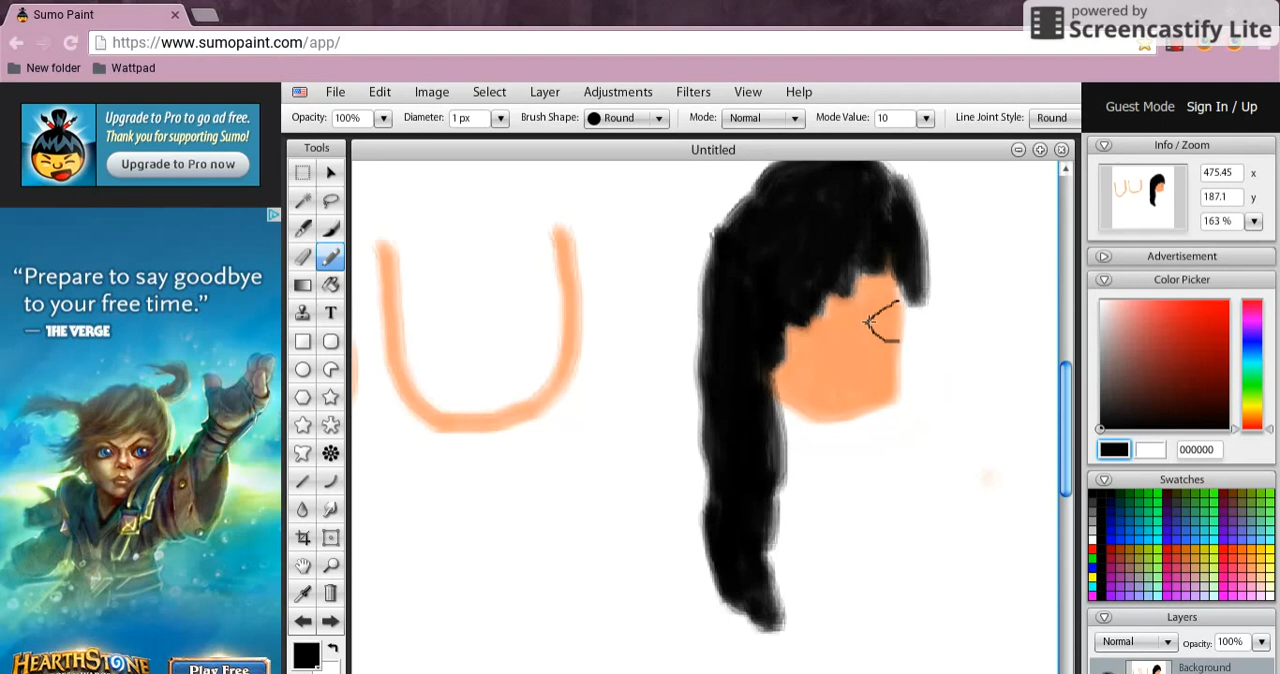 Sumo Paint
powered by
Screencastify Lite
https://www.sumopaint.com/app/
New folder
Wattpad
Upgrade to Pro to go ad free.
Thank you for supporting Sumo!
Upgrade to Pro now
File Edit Image Select Layer Adjustments Filters View Help
Guest Mode Sign In / Up
Opacity: 100% Diameter: 1 px Brush Shape: Round Mode: Normal Mode Value: 10 Line Joint Style: Round
Tools
Untitled
Info / Zoom
475.45 x
187.1 y
163 %
Advertisement
Color Picker
000000
Swatches
Layers
Normal Opacity: 100%
Background
T
"Prepare to say goodbye
to your free time."
— THE VERGE
HEARTHSTONE
Play Free